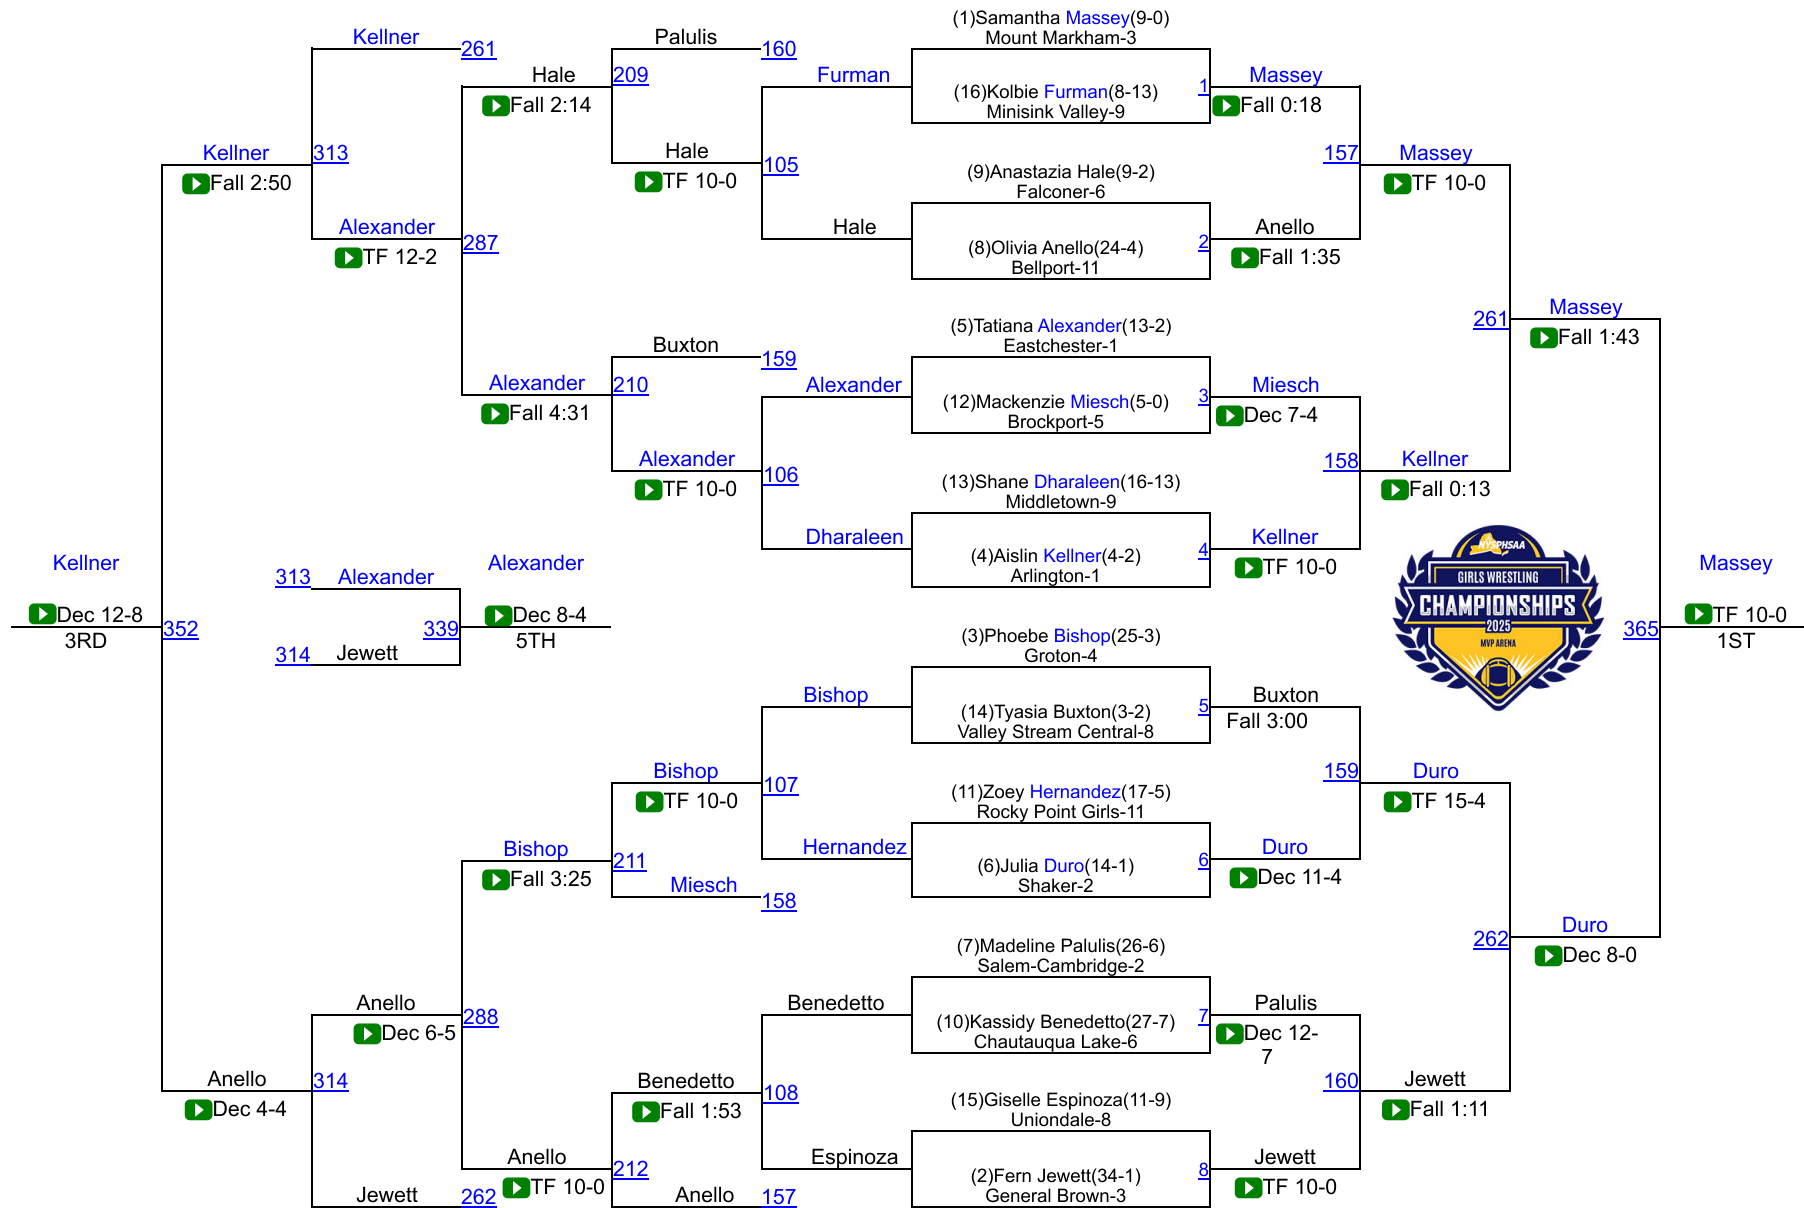 (1)Samantha Massey(9-0)
Mount Markham-3
Kellner
261
Palulis
160
Hale
209
Furman
1
Massey
Fall 2:14
(16)Kolbie Furman(8-13)
Minisink Valley-9
Fall 0:18
Kellner
313
Hale
105
157
Massey
Fall 2:50
TF 10-0
(9)Anastazia Hale(9-2)
Falconer-6
TF 10-0
Alexander
287
Hale
2
Anello
TF 12-2
(8)Olivia Anello(24-4)
Bellport-11
Fall 1:35
261
Massey
Fall 1:43
(5)Tatiana Alexander(13-2)
Eastchester-1
Buxton
159
Alexander
210
Alexander
3
Miesch
Fall 4:31
(12)Mackenzie Miesch(5-0)
Brockport-5
Dec 7-4
Alexander
106
158
Kellner
TF 10-0
Fall 0:13
(13)Shane Dharaleen(16-13)
Middletown-9
Dharaleen
4
Kellner
(4)Aislin Kellner(4-2)
Arlington-1
TF 10-0
NYSPHSAA
GIRLS WRESTLING
CHAMPIONSHIPS
2025
MVP ARENA
Kellner
313
Alexander
Alexander
Massey
Dec 12-8
3RD
352
339
Dec 8-4
5TH
365
TF 10-0
1ST
314
Jewett
(3)Phoebe Bishop(25-3)
Groton-4
Bishop
5
Buxton
(14)Tyasia Buxton(3-2)
Valley Stream Central-8
Fall 3:00
Bishop
107
159
Duro
TF 10-0
TF 15-4
(11)Zoey Hernandez(17-5)
Rocky Point Girls-11
Bishop
211
Hernandez
6
Duro
Fall 3:25
(6)Julia Duro(14-1)
Shaker-2
Dec 11-4
Miesch
158
262
Duro
Dec 8-0
(7)Madeline Palulis(26-6)
Salem-Cambridge-2
Anello
288
Benedetto
7
Palulis
Dec 6-5
(10)Kassidy Benedetto(27-7)
Chautauqua Lake-6
Dec 12-
7
Anello
314
Benedetto
108
160
Jewett
Dec 4-4
Fall 1:53
Fall 1:11
(15)Giselle Espinoza(11-9)
Uniondale-8
Anello
212
Espinoza
8
Jewett
TF 10-0
(2)Fern Jewett(34-1)
General Brown-3
TF 10-0
Jewett
262
Anello
157